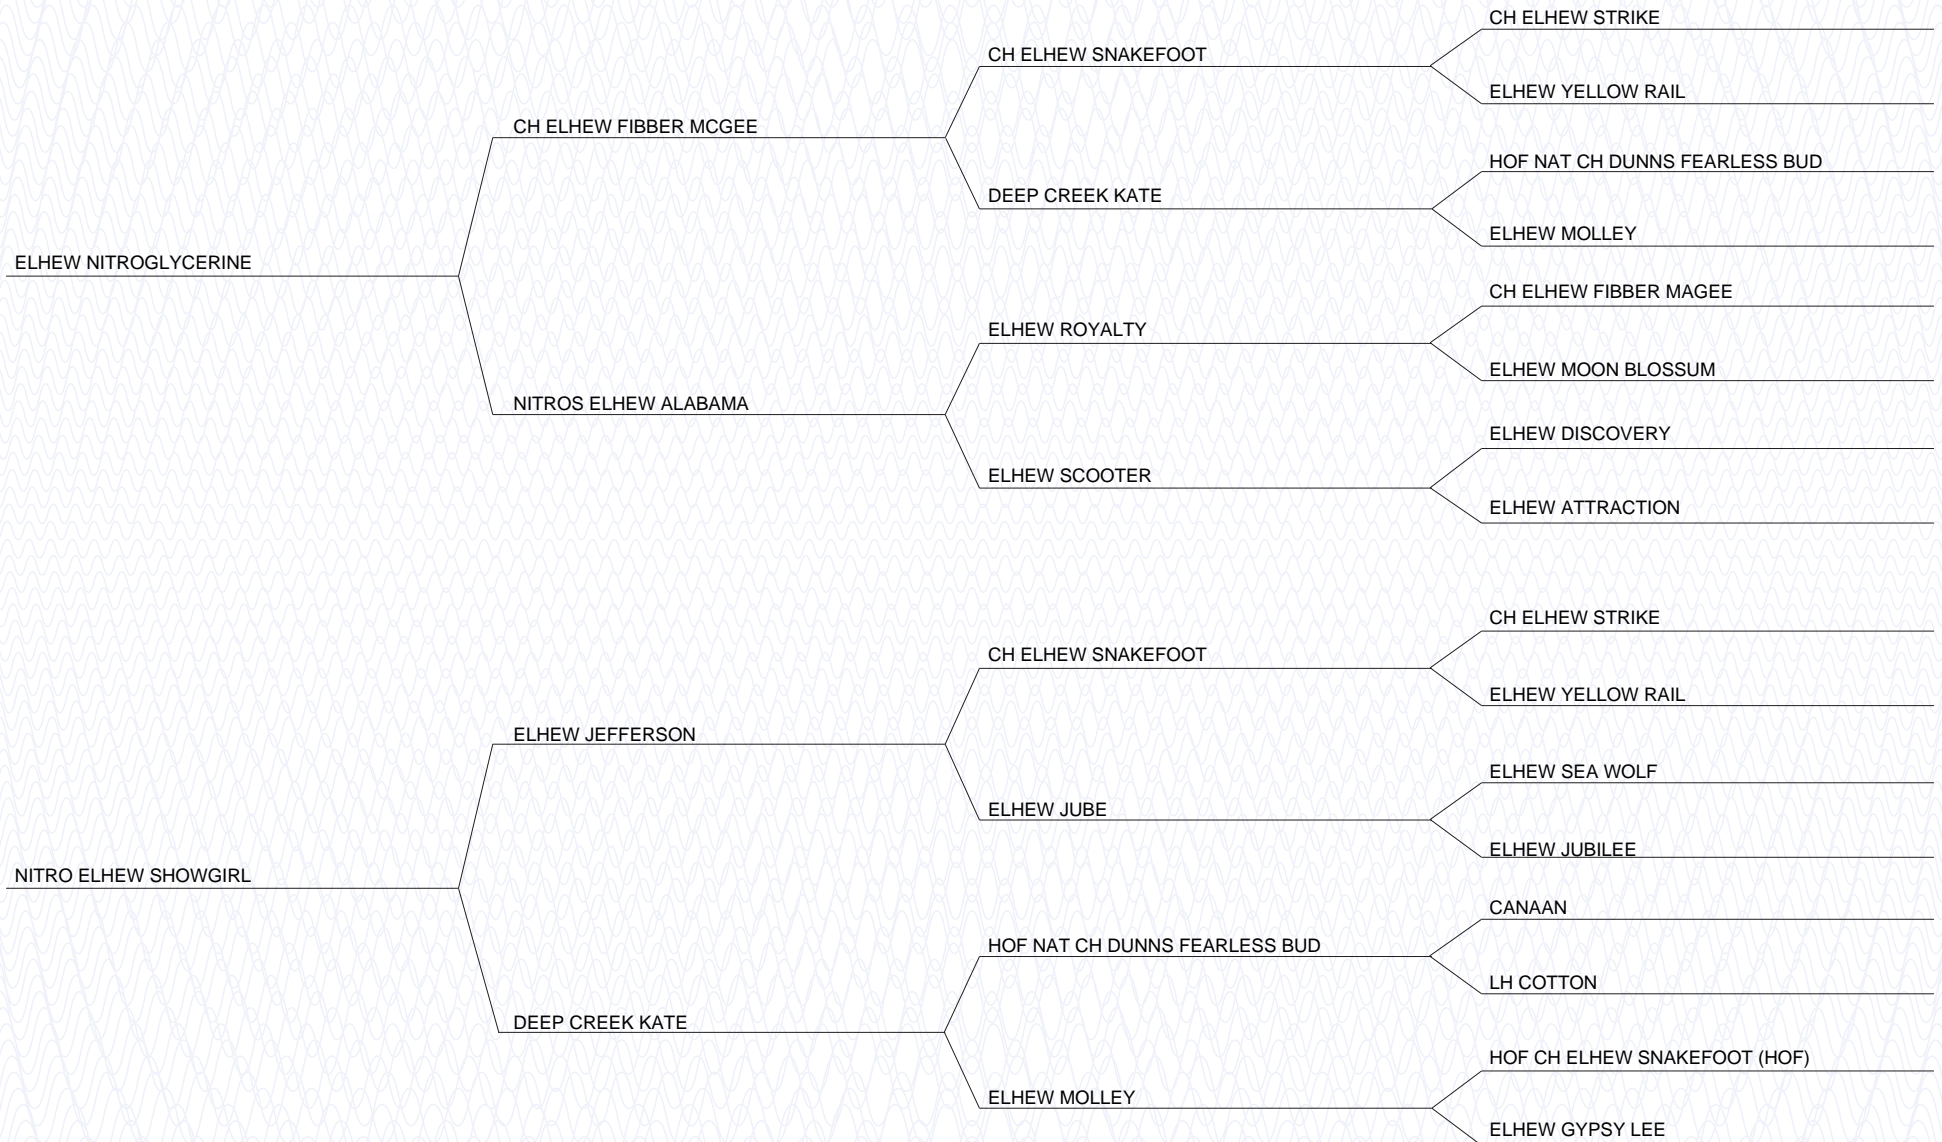 CH ELHEW STRIKE
CH ELHEW SNAKEFOOT
ELHEW YELLOW RAIL
CH ELHEW FIBBER MCGEE
HOF NAT CH DUNNS FEARLESS BUD
DEEP CREEK KATE
ELHEW MOLLEY
ELHEW NITROGLYCERINE
CH ELHEW FIBBER MAGEE
ELHEW ROYALTY
ELHEW MOON BLOSSUM
NITROS ELHEW ALABAMA
ELHEW DISCOVERY
ELHEW SCOOTER
ELHEW ATTRACTION
CH ELHEW STRIKE
CH ELHEW SNAKEFOOT
ELHEW YELLOW RAIL
ELHEW JEFFERSON
ELHEW SEA WOLF
ELHEW JUBE
ELHEW JUBILEE
NITRO ELHEW SHOWGIRL
CANAAN
HOF NAT CH DUNNS FEARLESS BUD
LH COTTON
DEEP CREEK KATE
HOF CH ELHEW SNAKEFOOT (HOF)
ELHEW MOLLEY
ELHEW GYPSY LEE